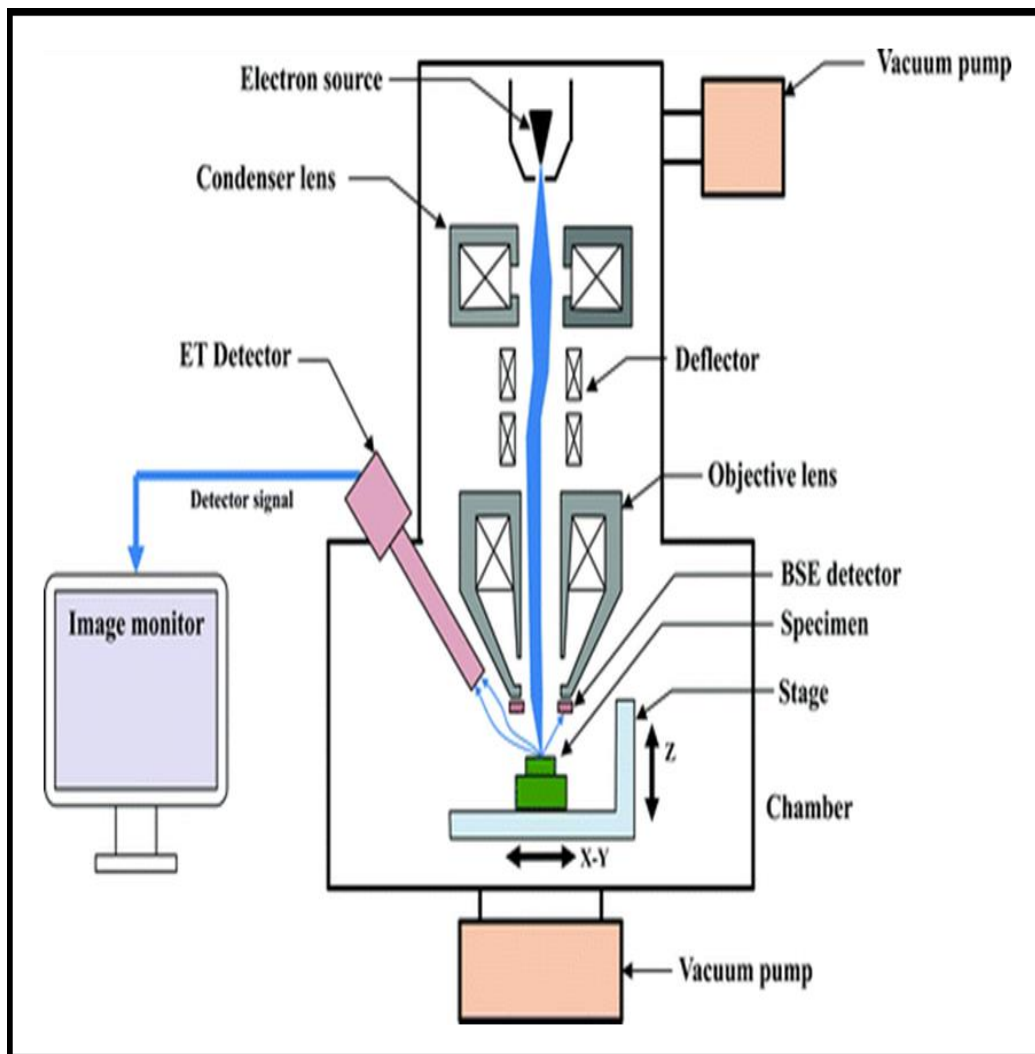 Vacuum pump
Electron source
Condenser lens
ET Detector
Deflector
Detector signal
Objective lens
BSE detector
Image monitor
Specimen
Stage
Z
Chamber
X-Y
Vacuum pump